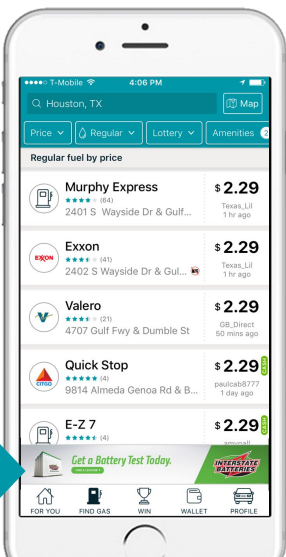 T-Mobile 4:06 PM
Houston, TX Map
Price Regular Lottery Amenities 2
Regular fuel by price
Murphy Express $2.29
(64) Texas_Lil
2401 S Wayside Dr & Gulf... 1 hr ago
Exxon $2.29
EXXON (41) Texas_Lil
2402 S Wayside Dr & Gul... 1 hr ago
Valero $2.29
(21) GB_Direct
4707 Gulf Fwy & Dumble St 50 mins ago
Quick Stop $2.29 CASH
CITGO (4) paulcab8777
9814 Almeda Genoa Rd & B... 1 day ago
E-Z 7 $2.29 CASH
(4)
Get a Battery Test Today. INTERSTATE BATTERIES
FOR YOU FIND GAS WIN WALLET PROFILE